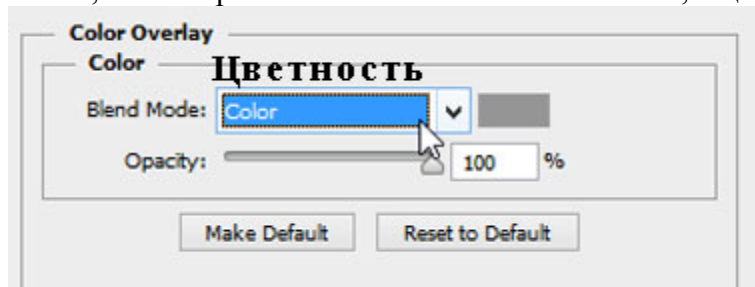 Color Overlay
Color
Цветность
Blend Mode: Color
Opacity: 100 %
Make Default Reset to Default